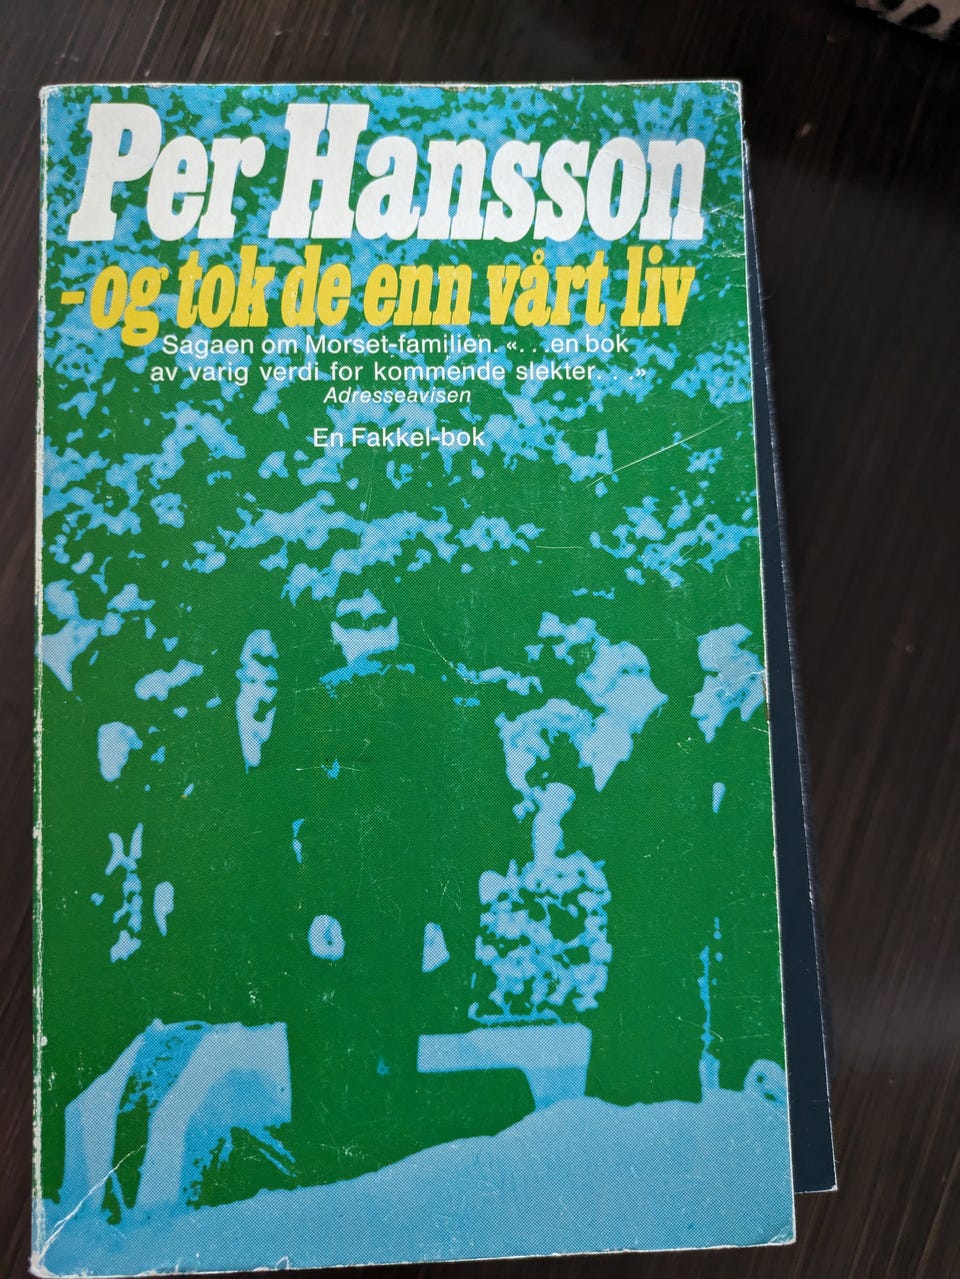 Per Hansson
- og tok de enn vårt liv
Sagaen om Morset-familien. «. . .en bok
av varig verdi for kommende slekter. . .»
Adresseavisen
En Fakkel-bok